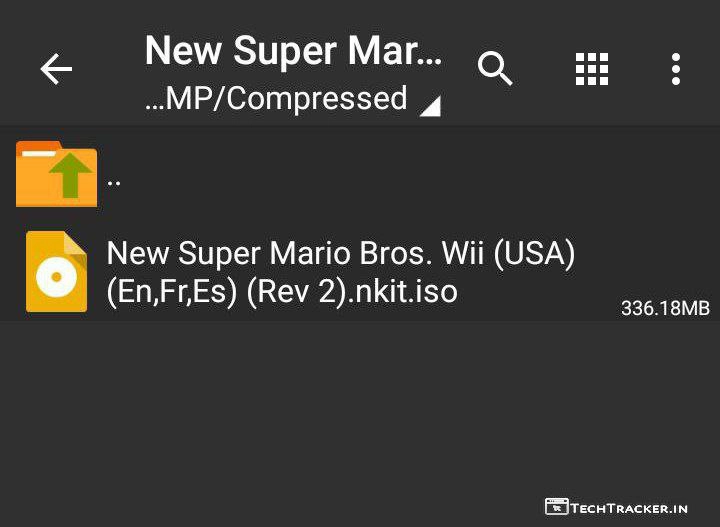 New Super Mar...
...MP/Compressed
..
New Super Mario Bros. Wii (USA)
(En,Fr,Es) (Rev 2).nkit.iso
336.18MB
TECHTRACKER.IN